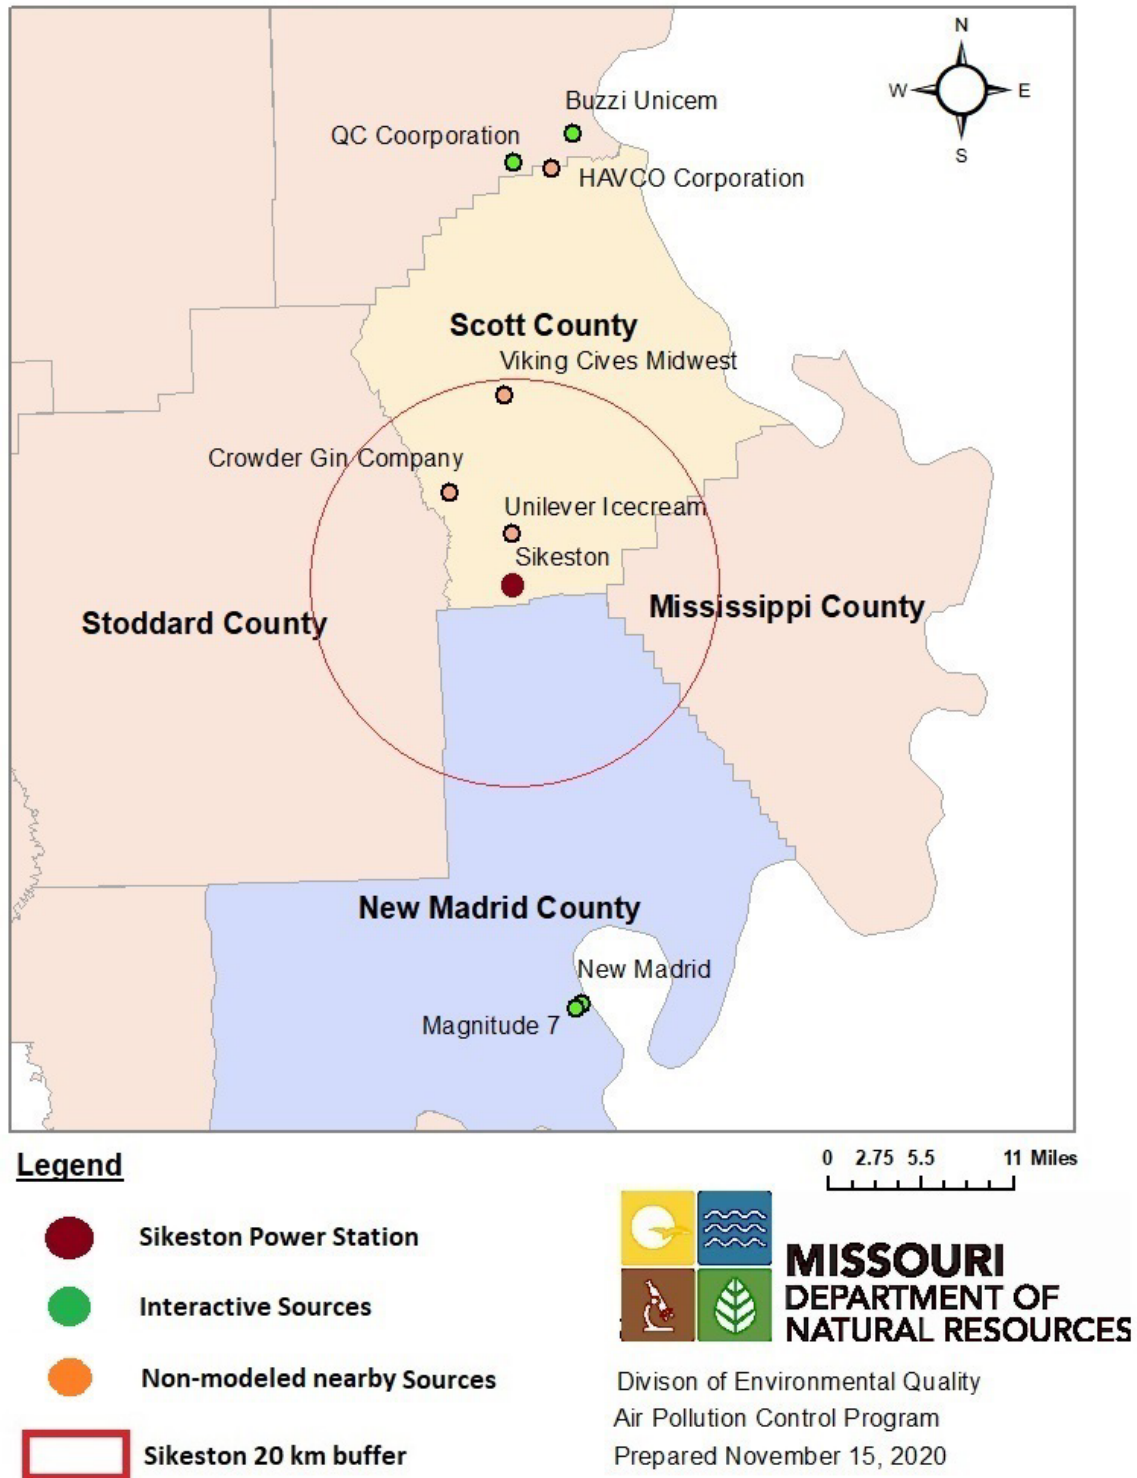 N
W E
S
Buzzi Unicem
QC Coorporation
HAVCO Corporation
Scott County
Viking Cives Midwest
Crowder Gin Company
Unilever Icecream
Sikeston
Stoddard County
Mississippi County
New Madrid County
New Madrid
Magnitude 7
Legend
0 2.75 5.5 11 Miles
Sikeston Power Station
Interactive Sources
Non-modeled nearby Sources
Sikeston 20 km buffer
MISSOURI
DEPARTMENT OF
NATURAL RESOURCES
Divison of Environmental Quality
Air Pollution Control Program
Prepared November 15, 2020